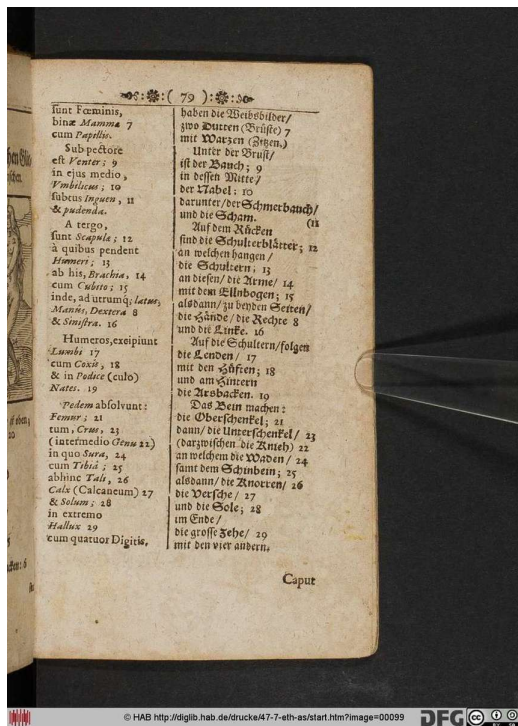 ( 79 )
sunt Fœminis,
binæ Mammæ 7
cum Papillis.
Sub pectore
est Venter ; 9
in ejus medio,
Vmbilicus ; 10
subtus Inguen, 11
& pudenda.
A tergo,
sunt Scapulæ ; 12
à quibus pendent
Humeri ; 13
ab his, Brachia, 14
cum Cubito ; 15
inde, ad utrumq; latus,
Manûs, Dextera 8
& Sinistra. 16
Humeros, excipiunt
Lumbi 17
cum Coxis, 18
& in Podice (culo)
Nates. 19
Pedem absolvunt:
Femur ; 21
tum, Crus, 23
(intermedio Genu 22)
in quo Sura, 24
cum Tibiâ ; 25
abhinc Tali, 26
Calx (Calcaneum) 27
& Solum ; 28
in extremo
Hallux 29
cum quatuor Digitis.
haben die Weibsbilder/
zwo Dutten (Brüste) 7
mit Warzen (Zitzen.)
Unter der Brust/
ist der Bauch ; 9
in dessen Mitte/
der Nabel ; 10
darunter/der Schmerbauch/
und die Scham. (11
Auf dem Rücken
sind die Schulterblätter ; 12
an welchen hangen/
die Schultern ; 13
an diesen/ die Arme/ 14
mit dem Ellnbogen ; 15
alsdann/ zu beyden Seiten/
die Hände/ die Rechte 8
und die Linke. 16
Auf die Schultern/folgen
die Lenden/ 17
mit den Hüften ; 18
und am Hintern
die Arsbacken. 19
Das Bein machen :
die Oberschenkel ; 21
dann/ die Unterschenkel/ 23
(darzwischen die Knieh) 22
an welchem die Waden/ 24
samt dem Schinbein ; 25
alsdann/ die Knorren/ 26
die Versche/ 27
und die Sole ; 28
im Ende/
die grosse Zehe/ 29
mit den vier andern.
Caput
© HAB http://diglib.hab.de/drucke/47-7-eth-as/start.htm?image=00099
DFG